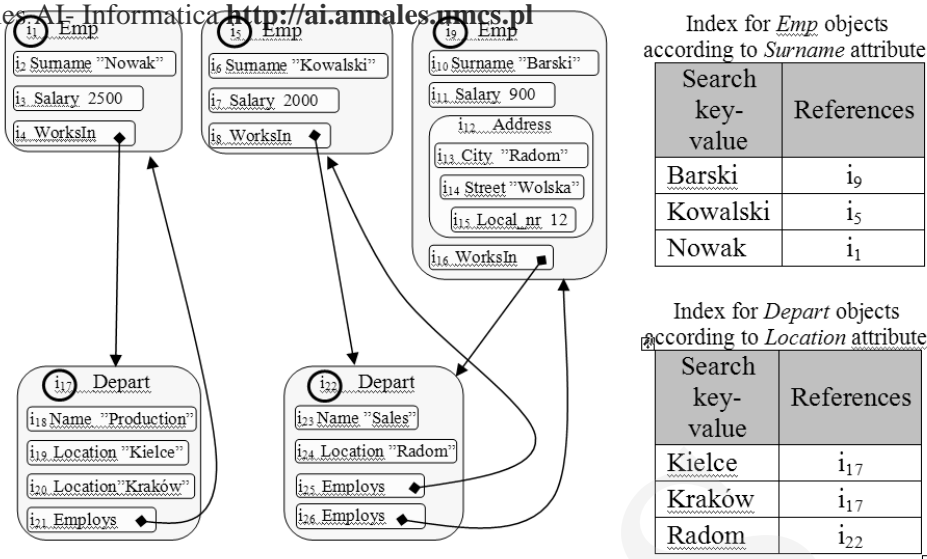 es AI- Informatica http://ai.annales.umcs.pl
i1 Emp
i2 Surname ”Nowak”
i3 Salary 2500
i4 WorksIn
i5 Emp
i6 Surname ”Kowalski”
i7 Salary 2000
i8 WorksIn
i9 Emp
i10 Surname ”Barski”
i11 Salary 900
i12 Address
i13 City ”Radom”
i14 Street ”Wolska”
i15 Local_nr 12
i16 WorksIn
i17 Depart
i18 Name ”Production”
i19 Location ”Kielce”
i20 Location”Kraków”
i21 Employs
i22 Depart
i23 Name ”Sales”
i24 Location ”Radom”
i25 Employs
i26 Employs
Index for Emp objects
according to Surname attribute
Search
key-
value
References
Barski i9
Kowalski i5
Nowak i1
Index for Depart objects
according to Location attribute
Search
key-
value
References
Kielce i17
Kraków i17
Radom i22